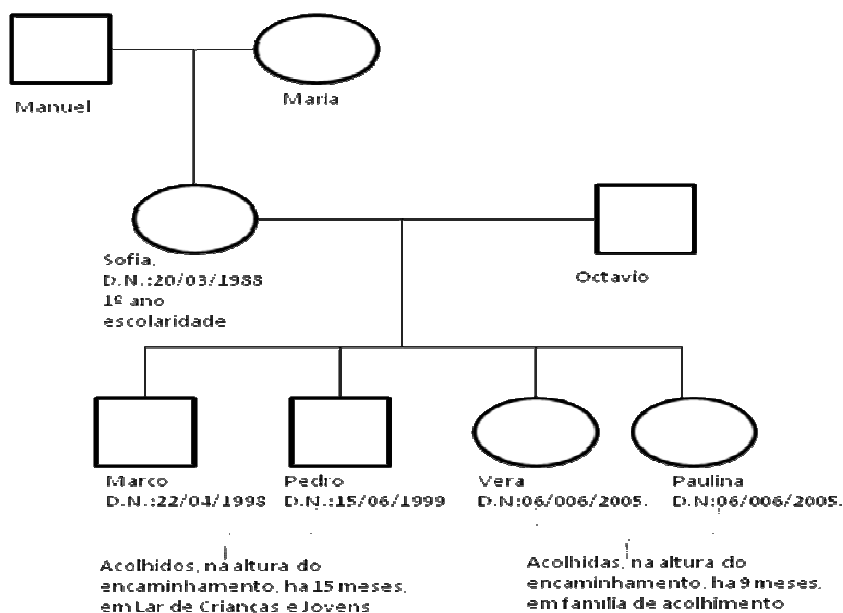 Manuel
Maria
Sofia,
D.N.:20/03/1988
1º ano
escolaridade
Octavio
Marco
D.N.:22/04/1998
Pedro
D.N.:15/06/1999
Vera
D.N:06/006/2005.
Paulina
D.N:06/006/2005.
Acolhidos, na altura do
encaminhamento, ha 15 meses,
em Lar de Crianças e Jovens
Acolhidas, na altura do
encaminhamento, ha 9 meses,
em família de acolhimento